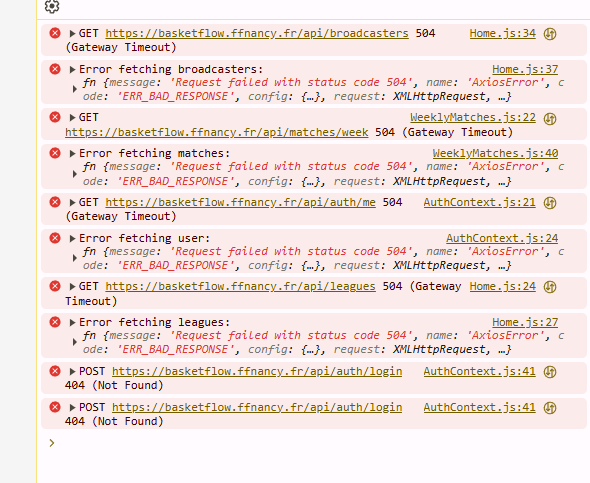 GET https://basketflow.ffnancy.fr/api/broadcasters 504 Home.js:34
(Gateway Timeout)
Error fetching broadcasters: Home.js:37
fn {message: 'Request failed with status code 504', name: 'AxiosError', c
ode: 'ERR_BAD_RESPONSE', config: {…}, request: XMLHttpRequest, …}
GET WeeklyMatches.js:22
https://basketflow.ffnancy.fr/api/matches/week 504 (Gateway Timeout)
Error fetching matches: WeeklyMatches.js:40
fn {message: 'Request failed with status code 504', name: 'AxiosError', c
ode: 'ERR_BAD_RESPONSE', config: {…}, request: XMLHttpRequest, …}
GET https://basketflow.ffnancy.fr/api/auth/me 504 AuthContext.js:21
(Gateway Timeout)
Error fetching user: AuthContext.js:24
fn {message: 'Request failed with status code 504', name: 'AxiosError', c
ode: 'ERR_BAD_RESPONSE', config: {…}, request: XMLHttpRequest, …}
GET https://basketflow.ffnancy.fr/api/leagues 504 (Gateway Home.js:24
Timeout)
Error fetching leagues: Home.js:27
fn {message: 'Request failed with status code 504', name: 'AxiosError', c
ode: 'ERR_BAD_RESPONSE', config: {…}, request: XMLHttpRequest, …}
POST https://basketflow.ffnancy.fr/api/auth/login AuthContext.js:41
404 (Not Found)
POST https://basketflow.ffnancy.fr/api/auth/login AuthContext.js:41
404 (Not Found)